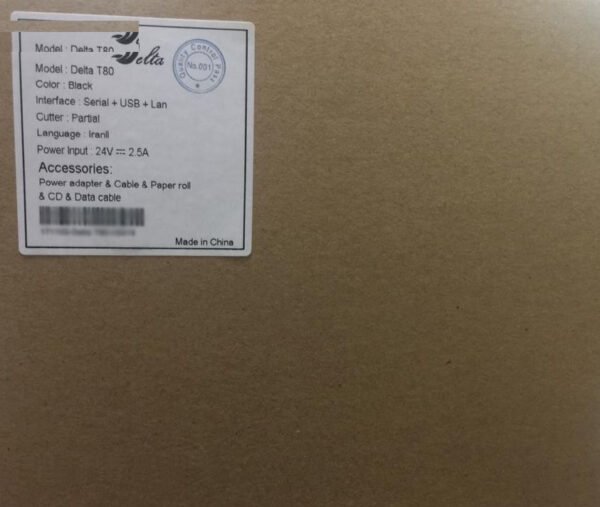 Model : Delta T80
Delta
Model : Delta T80
Color : Black
Interface : Serial + USB + Lan
Cutter : Partial
Language : IranII
Power Input : 24V ⎓ 2.5A
Accessories:
Power adapter & Cable & Paper roll
& CD & Data cable
Made in China
Quality Control Pass
No.001